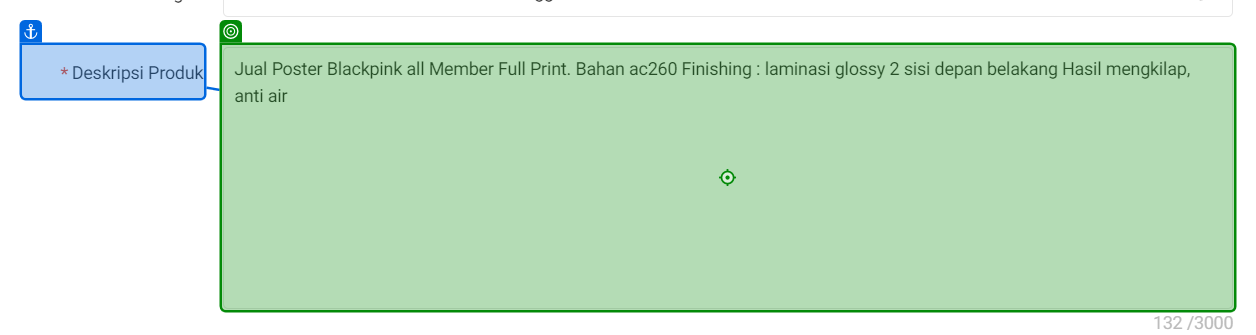 * Deskripsi Produk
Jual Poster Blackpink all Member Full Print. Bahan ac260 Finishing : laminasi glossy 2 sisi depan belakang Hasil mengkilap,
anti air
132 /3000